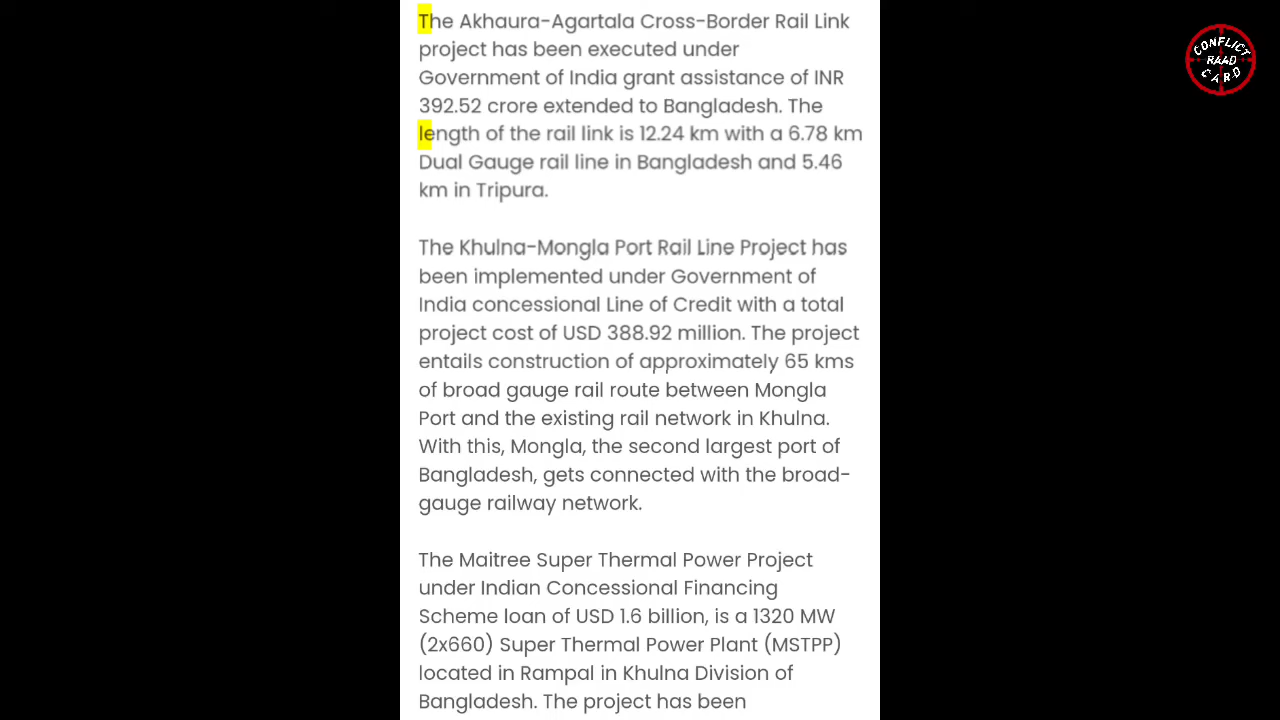 The Akhaura-Agartala Cross-Border Rail Link
project has been executed under
Government of India grant assistance of INR
392.52 crore extended to Bangladesh. The
length of the rail link is 12.24 km with a 6.78 km
Dual Gauge rail line in Bangladesh and 5.46
km in Tripura.
The Khulna-Mongla Port Rail Line Project has
been implemented under Government of
India concessional Line of Credit with a total
project cost of USD 388.92 million. The project
entails construction of approximately 65 kms
of broad gauge rail route between Mongla
Port and the existing rail network in Khulna.
With this, Mongla, the second largest port of
Bangladesh, gets connected with the broad-
gauge railway network.
The Maitree Super Thermal Power Project
under Indian Concessional Financing
Scheme loan of USD 1.6 billion, is a 1320 MW
(2x660) Super Thermal Power Plant (MSTPP)
located in Rampal in Khulna Division of
Bangladesh. The project has been
CONFLICT
RAAD
CARD